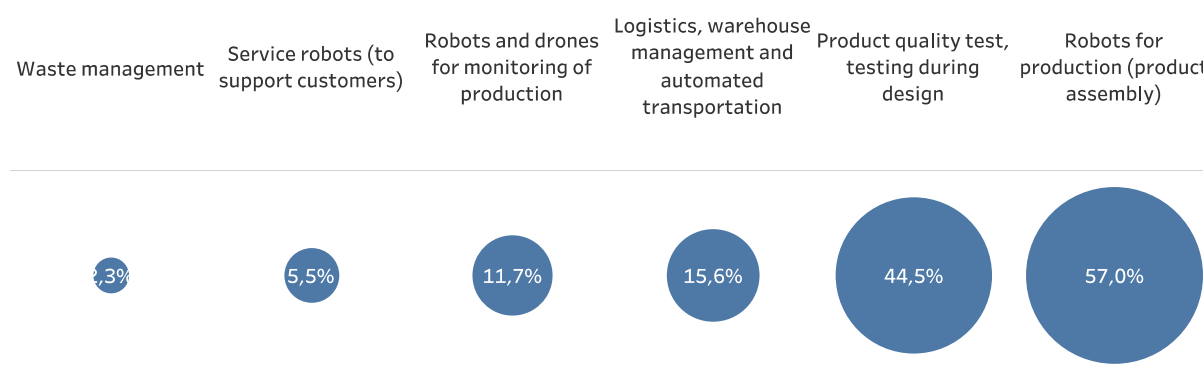 Waste management
Service robots (to
support customers)
Robots and drones
for monitoring of
production
Logistics, warehouse
management and
automated
transportation
Product quality test,
testing during
design
Robots for
production (product
assembly)
2,3%
5,5%
11,7%
15,6%
44,5%
57,0%